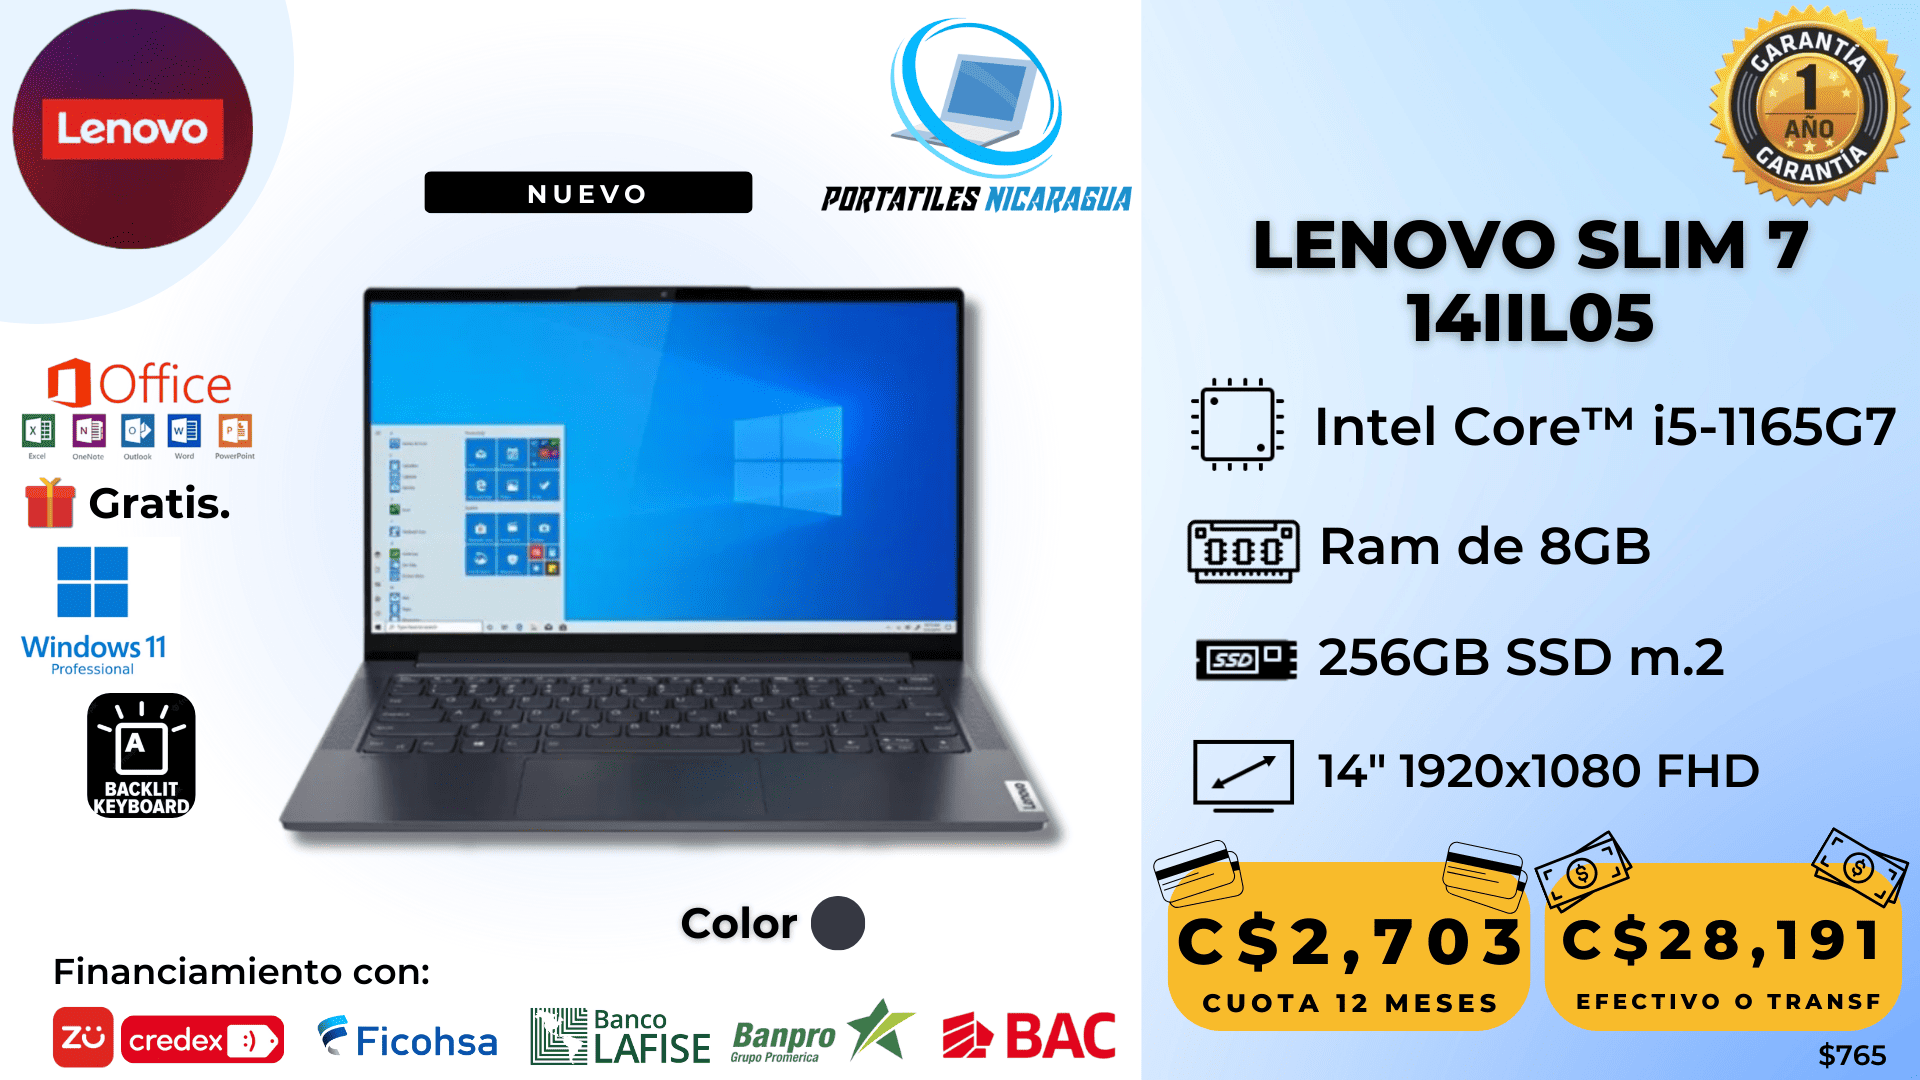 Lenovo
NUEVO
PORTATILES NICARAGUA
GARANTÍA
1
AÑO
GARANTÍA
LENOVO SLIM 7
14IIL05
Office
Excel OneNote Outlook Word PowerPoint
Gratis.
Windows 11
Professional
A
BACKLIT
KEYBOARD
Intel Core™ i5-1165G7
Ram de 8GB
SSD
256GB SSD m.2
14" 1920x1080 FHD
Lenovo
Color
Financiamiento con:
zü
credex :)
Ficohsa
Banco
LAFISE
Banpro
Grupo Promerica
BAC
C$2,703
CUOTA 12 MESES
C$28,191
EFECTIVO O TRANSF
$765